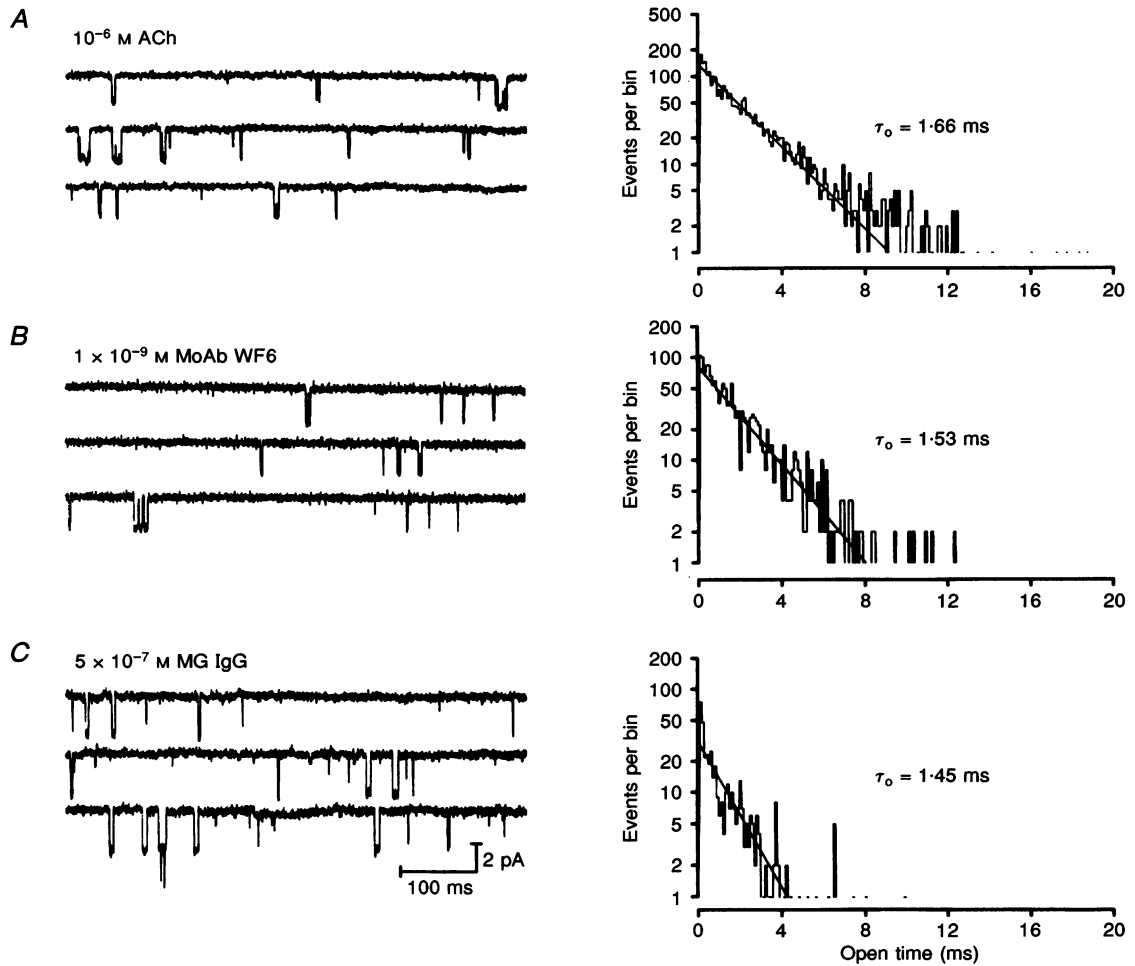 A
10⁻⁶ M ACh
500
200
100
50
20
10
5
2
1
Events per bin
τₒ = 1·66 ms
0 4 8 12 16 20
B
1 × 10⁻⁹ M MoAb WF6
200
100
50
20
10
5
2
1
Events per bin
τₒ = 1·53 ms
0 4 8 12 16 20
C
5 × 10⁻⁷ M MG IgG
2 pA
100 ms
200
100
50
20
10
5
2
1
Events per bin
τₒ = 1·45 ms
0 4 8 12 16 20
Open time (ms)